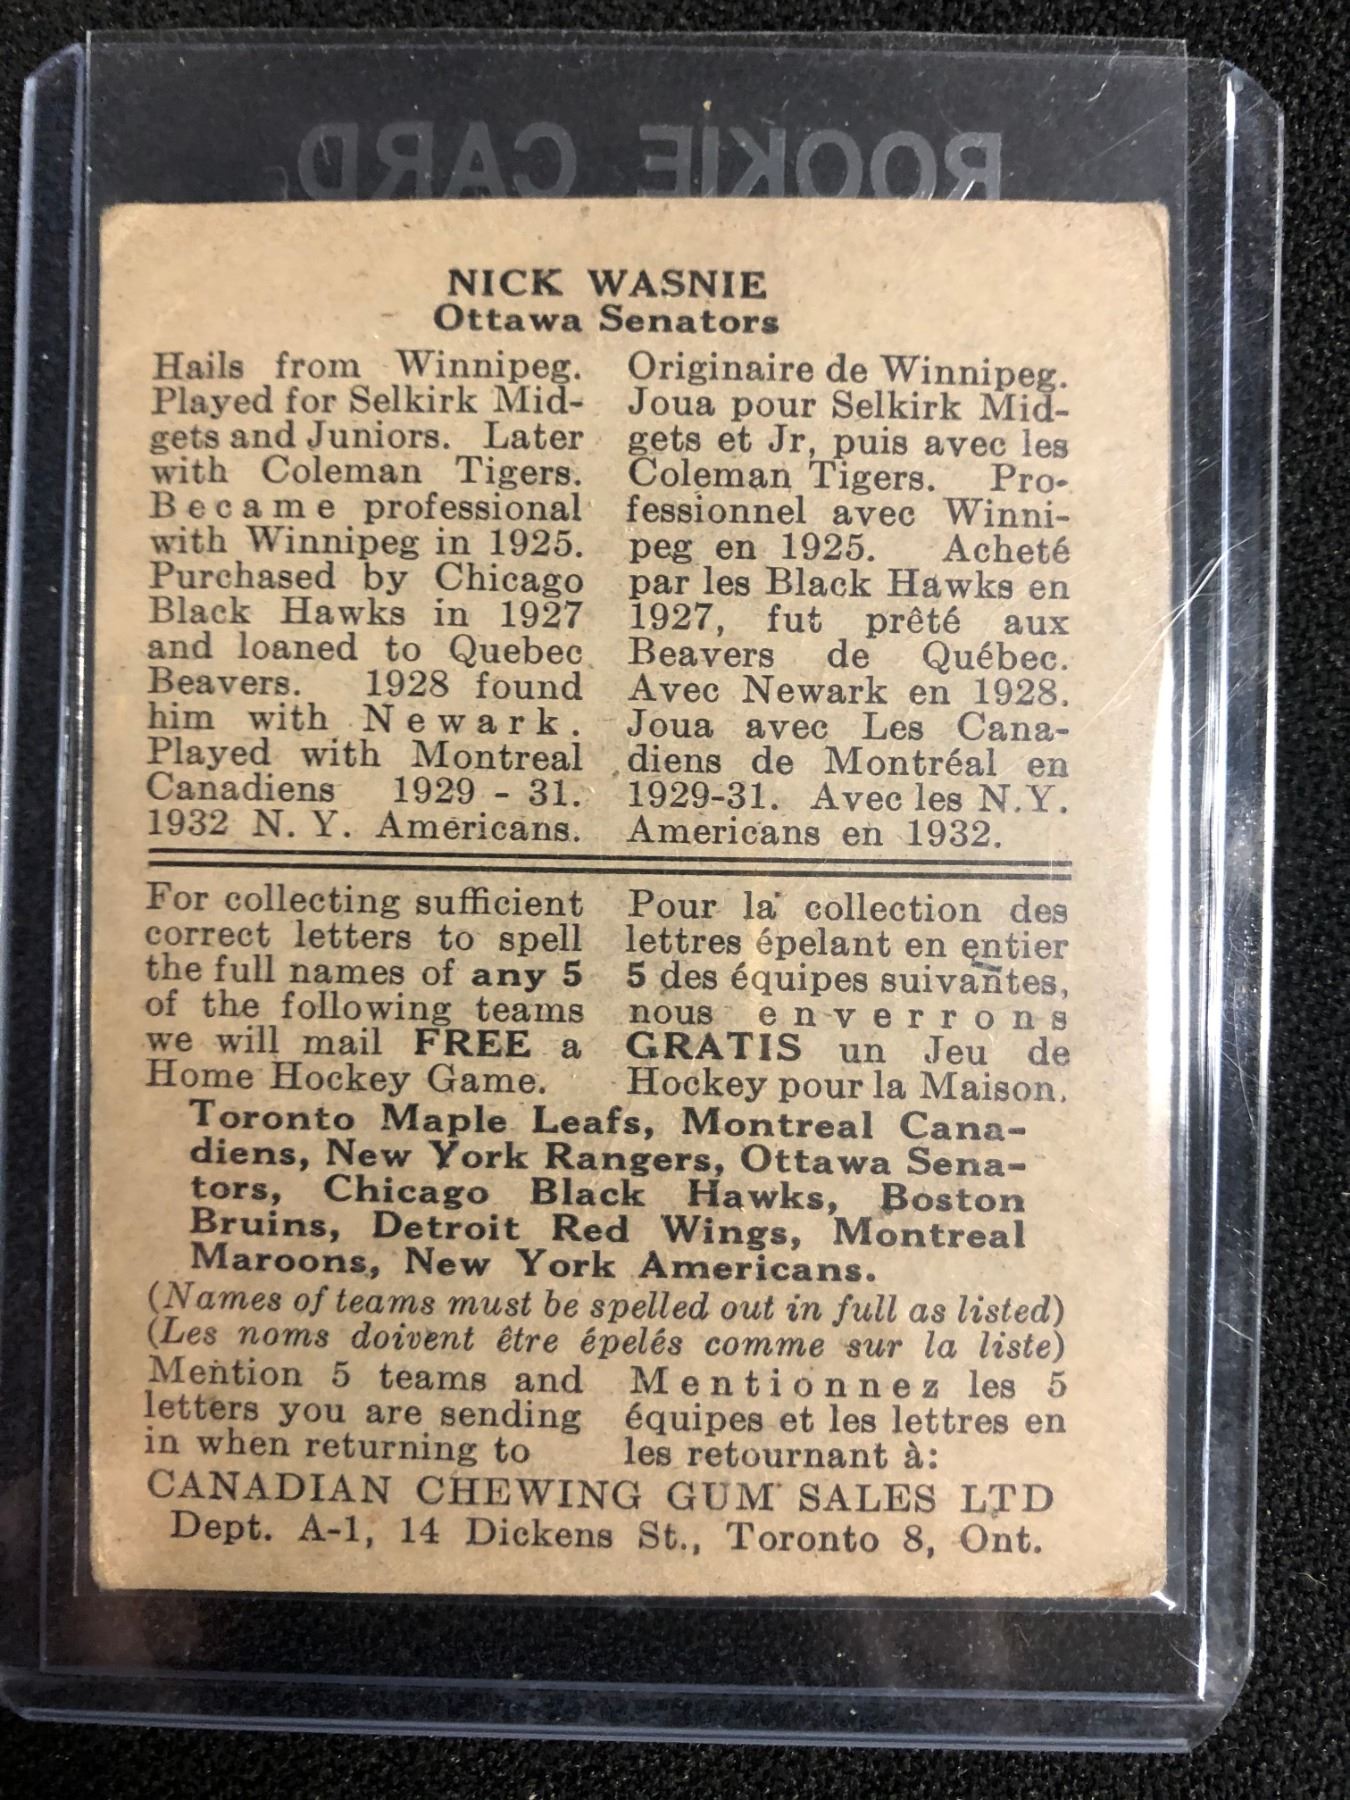 ROOKIE CARD
NICK WASNIE
Ottawa Senators
Hails from Winnipeg.
Played for Selkirk Mid-
gets and Juniors. Later
with Coleman Tigers.
Became professional
with Winnipeg in 1925.
Purchased by Chicago
Black Hawks in 1927
and loaned to Quebec
Beavers. 1928 found
him with Newark.
Played with Montreal
Canadiens 1929 - 31.
1932 N. Y. Americans.
Originaire de Winnipeg.
Joua pour Selkirk Mid-
gets et Jr, puis avec les
Coleman Tigers. Pro-
fessionnel avec Winni-
peg en 1925. Acheté
par les Black Hawks en
1927, fut prêté aux
Beavers de Québec.
Avec Newark en 1928.
Joua avec Les Cana-
diens de Montréal en
1929-31. Avec les N.Y.
Americans en 1932.
For collecting sufficient
correct letters to spell
the full names of any 5
of the following teams
we will mail FREE a
Home Hockey Game.
Pour la collection des
lettres épelant en entier
5 des équipes suivantes,
nous enverrons
GRATIS un Jeu de
Hockey pour la Maison.
Toronto Maple Leafs, Montreal Cana-
diens, New York Rangers, Ottawa Sena-
tors, Chicago Black Hawks, Boston
Bruins, Detroit Red Wings, Montreal
Maroons, New York Americans.
(Names of teams must be spelled out in full as listed)
(Les noms doivent être épelés comme sur la liste)
Mention 5 teams and
letters you are sending
in when returning to
Mentionnez les 5
équipes et les lettres en
les retournant à:
CANADIAN CHEWING GUM SALES LTD
Dept. A-1, 14 Dickens St., Toronto 8, Ont.